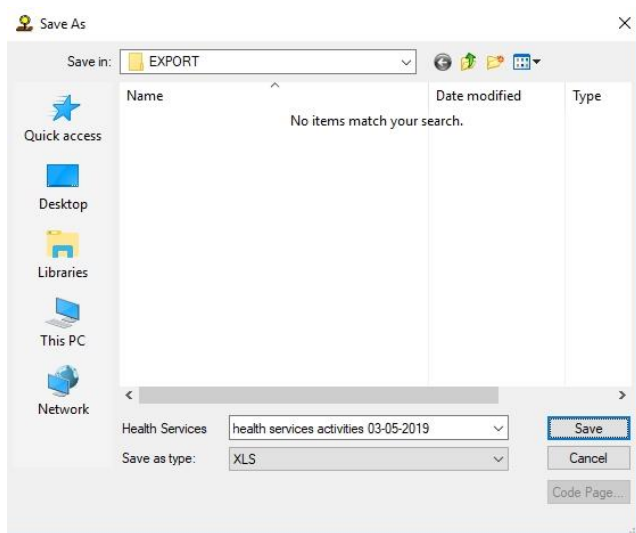 Save As
Save in: EXPORT
Name Date modified Type
No items match your search.
Quick access
Desktop
Libraries
This PC
Network
Health Services health services activities 03-05-2019 Save
Save as type: XLS Cancel
Code Page...